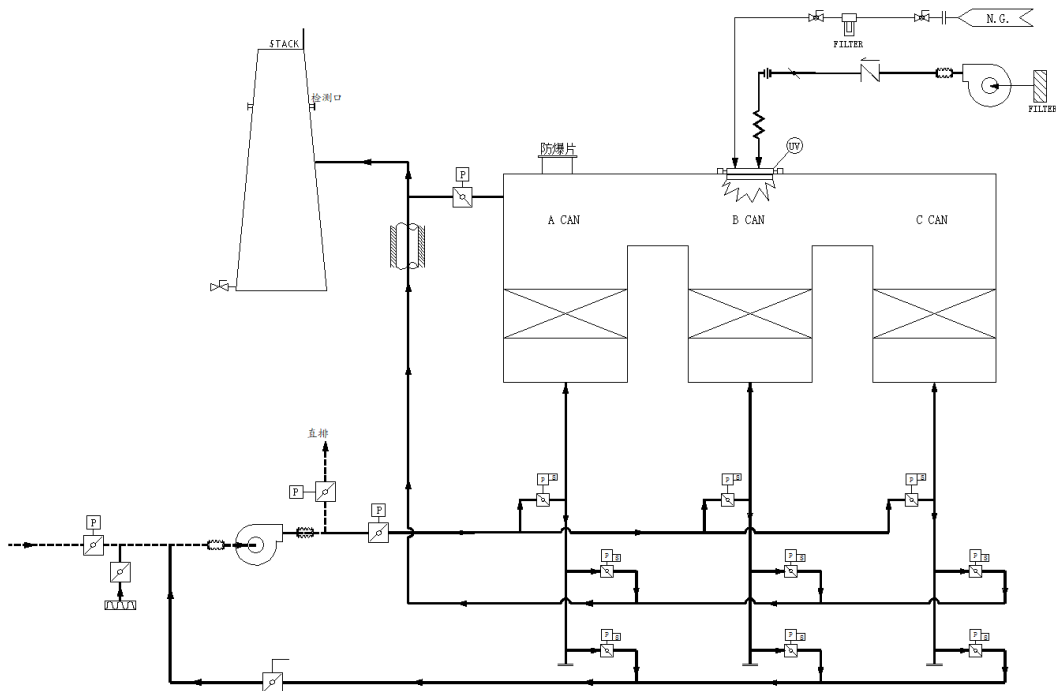 N.G.
FILTER
STACK
检测口
FILTER
防爆片
UV
P
A CAN
B CAN
C CAN
直排
P
P
P
P S
P S
P S
P
P S
P S
P S
P S
P S
P S